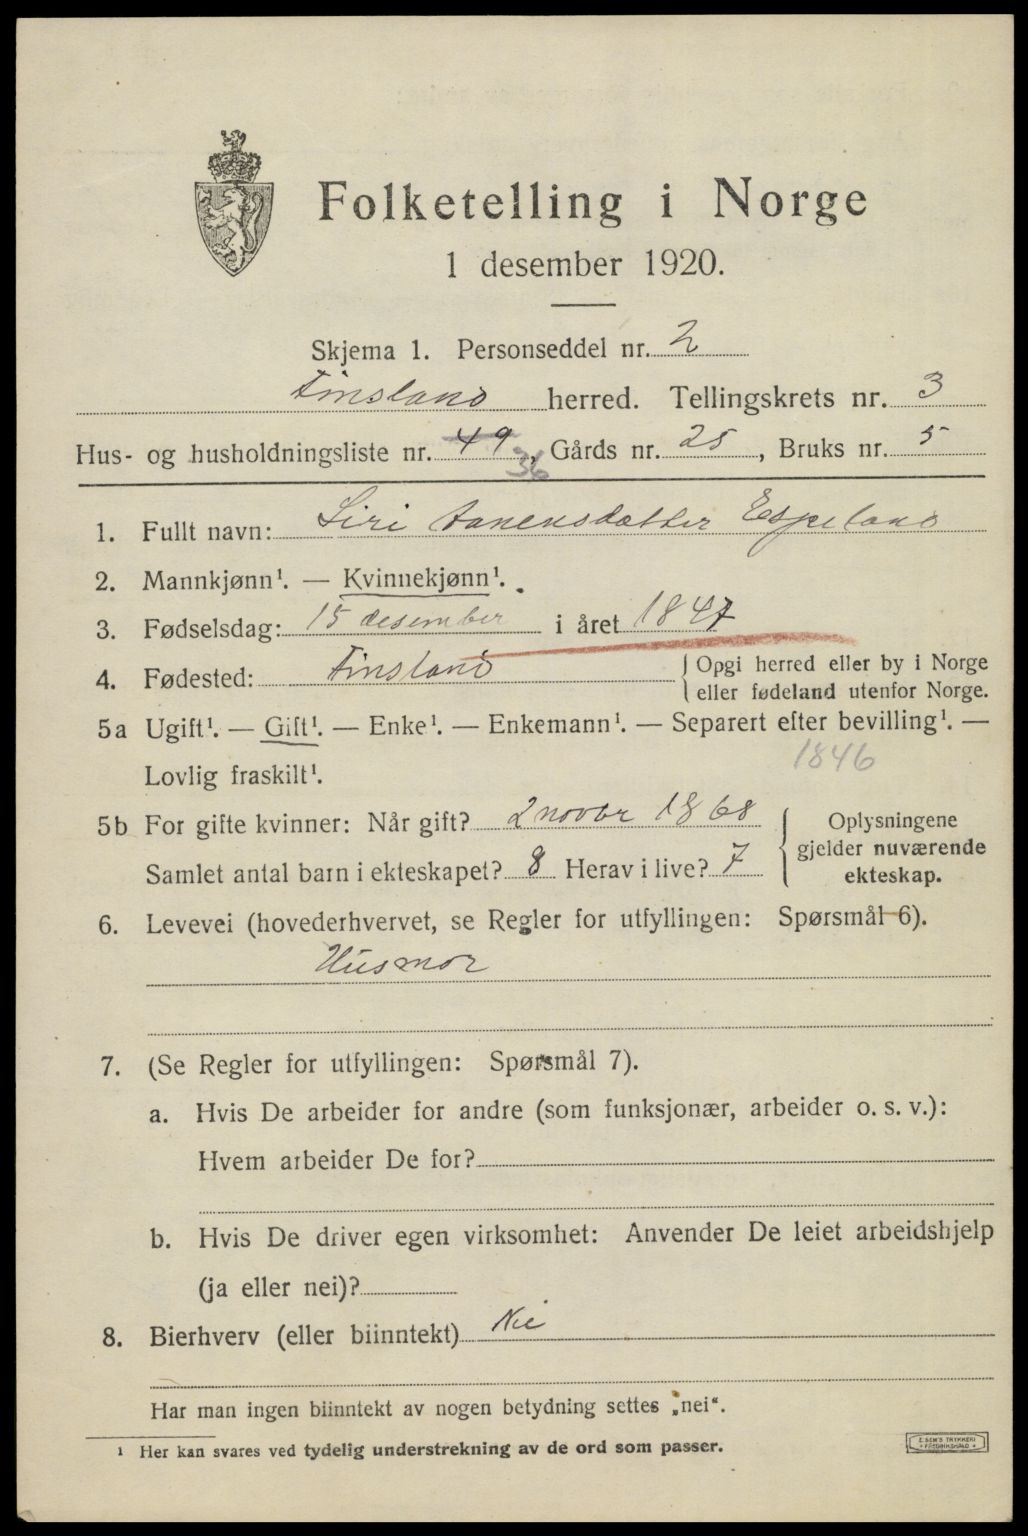 Folketelling i Norge
1 desember 1920.
Skjema 1. Personseddel nr. 2
Finsland herred. Tellingskrets nr. 3
Hus- og husholdningsliste nr. 49, Gårds nr. 25, Bruks nr. 5
36
1. Fullt navn: Siri Aanensdatter Espeland
2. Mannkjønn¹. — Kvinnekjønn¹.
3. Fødselsdag: 15 desember i året 1847
4. Fødested: Finsland { Opgi herred eller by i Norge
eller fødeland utenfor Norge.
5a Ugift¹. — Gift¹. — Enke¹. — Enkemann¹. — Separert efter bevilling¹. —
Lovlig fraskilt¹.
1846
5b For gifte kvinner: Når gift? 2 novbr 1868
Samlet antal barn i ekteskapet? 8 Herav i live? 7
Oplysningene
gjelder nuværende
ekteskap.
6. Levevei (hovederhvervet, se Regler for utfyllingen: Spørsmål 6).
Husmor
7. (Se Regler for utfyllingen: Spørsmål 7).
a. Hvis De arbeider for andre (som funksjonær, arbeider o. s. v.):
Hvem arbeider De for?
b. Hvis De driver egen virksomhet: Anvender De leiet arbeidshjelp
(ja eller nei)?
8. Bierhverv (eller biinntekt) Nei
Har man ingen biinntekt av nogen betydning settes „nei“.
¹ Her kan svares ved tydelig understrekning av de ord som passer.
E. SEM'S TRYKKERI
FREDRIKSHALD